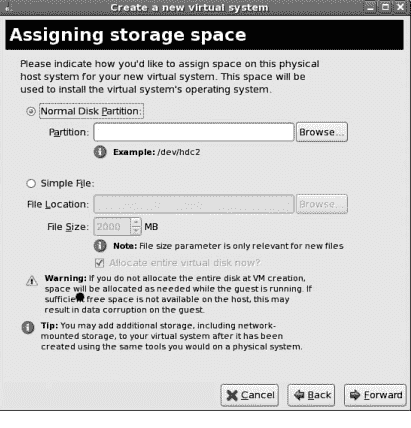 Create a new virtual system
Assigning storage space
Please indicate how you'd like to assign space on this physical
host system for your new virtual system. This space will be
used to install the virtual system's operating system.
Normal Disk Partition:
Partition:
Browse...
Example: /dev/hdc2
Simple File:
File Location:
Browse...
File Size: 2000 MB
Note: File size parameter is only relevant for new files
Allocate entire virtual disk now?
Warning: If you do not allocate the entire disk at VM creation,
space will be allocated as needed while the guest is running. If
sufficient free space is not available on the host, this may
result in data corruption on the guest.
Tip: You may add additional storage, including network-
mounted storage, to your virtual system after it has been
created using the same tools you would on a physical system.
Cancel Back Forward